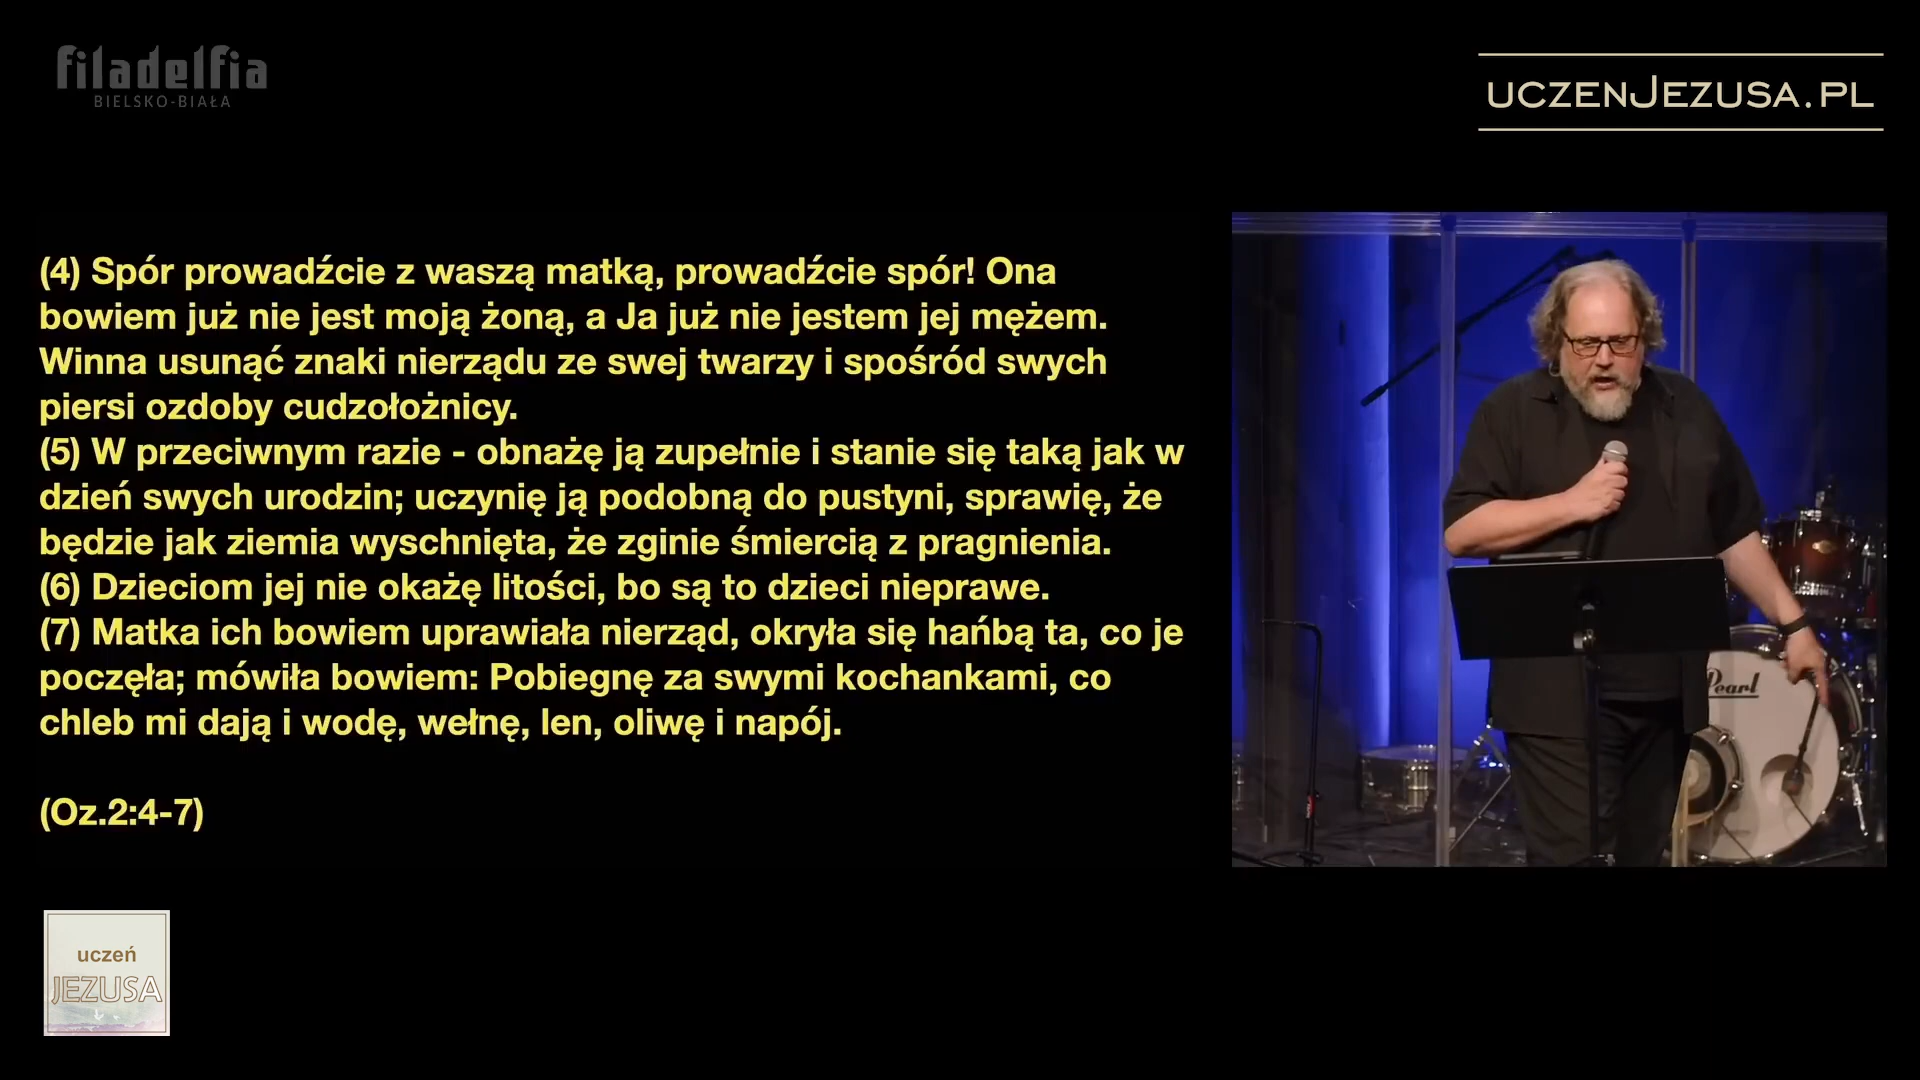 filadelfia
BIELSKO-BIAŁA
UCZENJEZUSA.PL
(4) Spór prowadźcie z waszą matką, prowadźcie spór! Ona
bowiem już nie jest moją żoną, a Ja już nie jestem jej mężem.
Winna usunąć znaki nierządu ze swej twarzy i spośród swych
piersi ozdoby cudzołożnicy.
(5) W przeciwnym razie - obnażę ją zupełnie i stanie się taką jak w
dzień swych urodzin; uczynię ją podobną do pustyni, sprawię, że
będzie jak ziemia wyschnięta, że zginie śmiercią z pragnienia.
(6) Dzieciom jej nie okażę litości, bo są to dzieci nieprawe.
(7) Matka ich bowiem uprawiała nierząd, okryła się hańbą ta, co je
poczęła; mówiła bowiem: Pobiegnę za swymi kochankami, co
chleb mi dają i wodę, wełnę, len, oliwę i napój.
(Oz.2:4-7)
Pearl
uczeń
JEZUSA